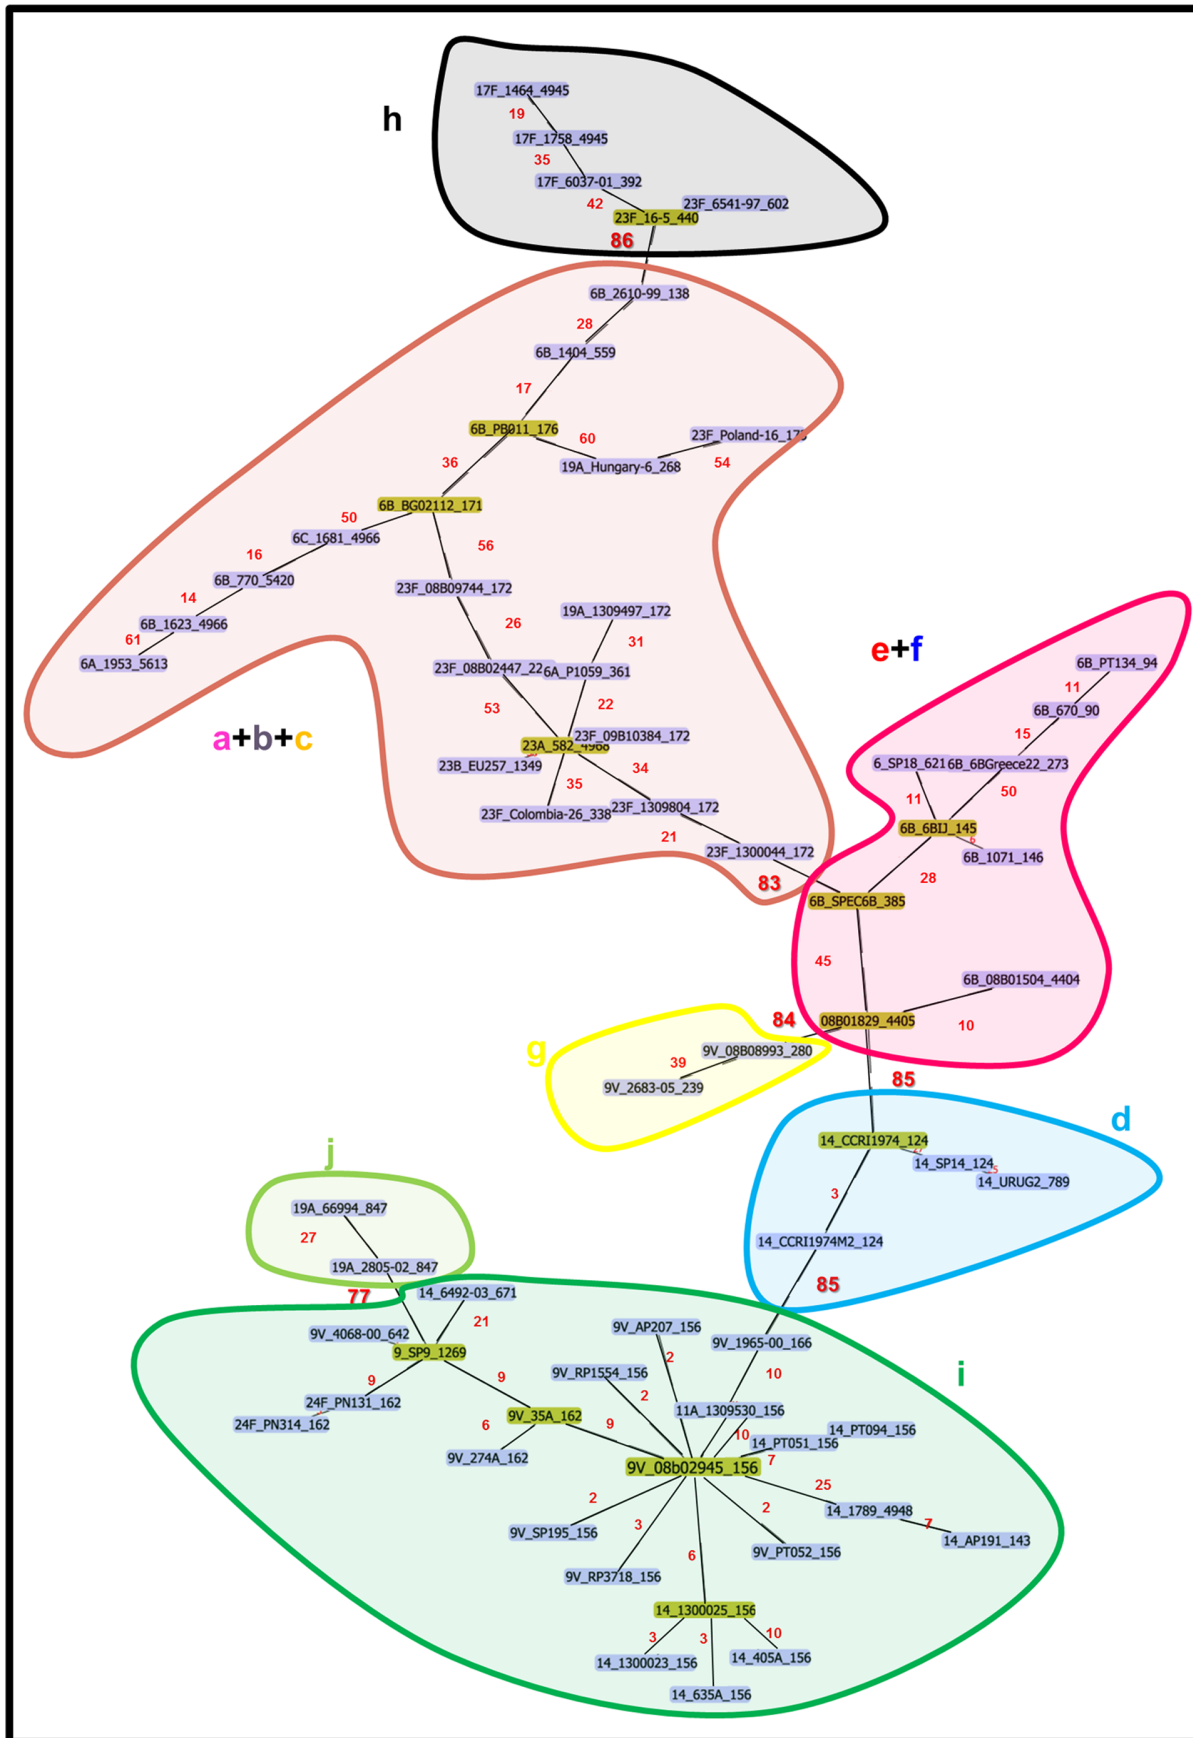 h
17F_1464_4945
19
17F_1758_4945
35
17F_6037-01_392
42
23F_6541-97_602
23F_16-5_440
86
6B_2610-99_138
28
6B_1404_559
17
6B_PB011_176
60
23F_Poland-16_173
19A_Hungary-6_268
54
36
6B_BG02112_171
50
6C_1681_4966
56
16
6B_770_5420
23F_08B09744_172
14
6B_1623_4966
61
6A_1953_5613
26
19A_1309497_172
31
23F_08B02447_22
6A_P1059_361
53
22
a+b+c
23F_09B10384_172
23A_582_4968
23B_EU257_1349
34
35
23F_Colombia-26_338
23F_1309804_172
21
23F_1300044_172
83
e+f
6B_PT134_94
11
6B_670_90
15
6_SP18_621
6B_6BGreece22_273
11
50
6B_6BIJ_145
6
6B_1071_146
28
6B_SPEC6B_385
45
6B_08B01504_4404
84
08B01829_4405
10
g
9V_08B08993_280
39
9V_2683-05_239
85
d
14_CCRI1974_124
14_SP14_124
14_URUG2_789
3
14_CCRI1974M2_124
85
j
19A_66994_847
27
19A_2805-02_847
77
14_6492-03_671
21
9V_4068-00_642
9_SP9_1269
9
9
24F_PN131_162
24F_PN314_162
9V_35A_162
6
9
9V_274A_162
9V_AP207_156
2
9V_1965-00_166
10
i
9V_RP1554_156
2
11A_1309530_156
10
14_PT051_156
14_PT094_156
7
9V_08b02945_156
25
14_1789_4948
7
14_AP191_143
2
9V_SP195_156
3
2
9V_PT052_156
9V_RP3718_156
6
14_1300025_156
3
3
10
14_1300023_156
14_405A_156
14_635A_156